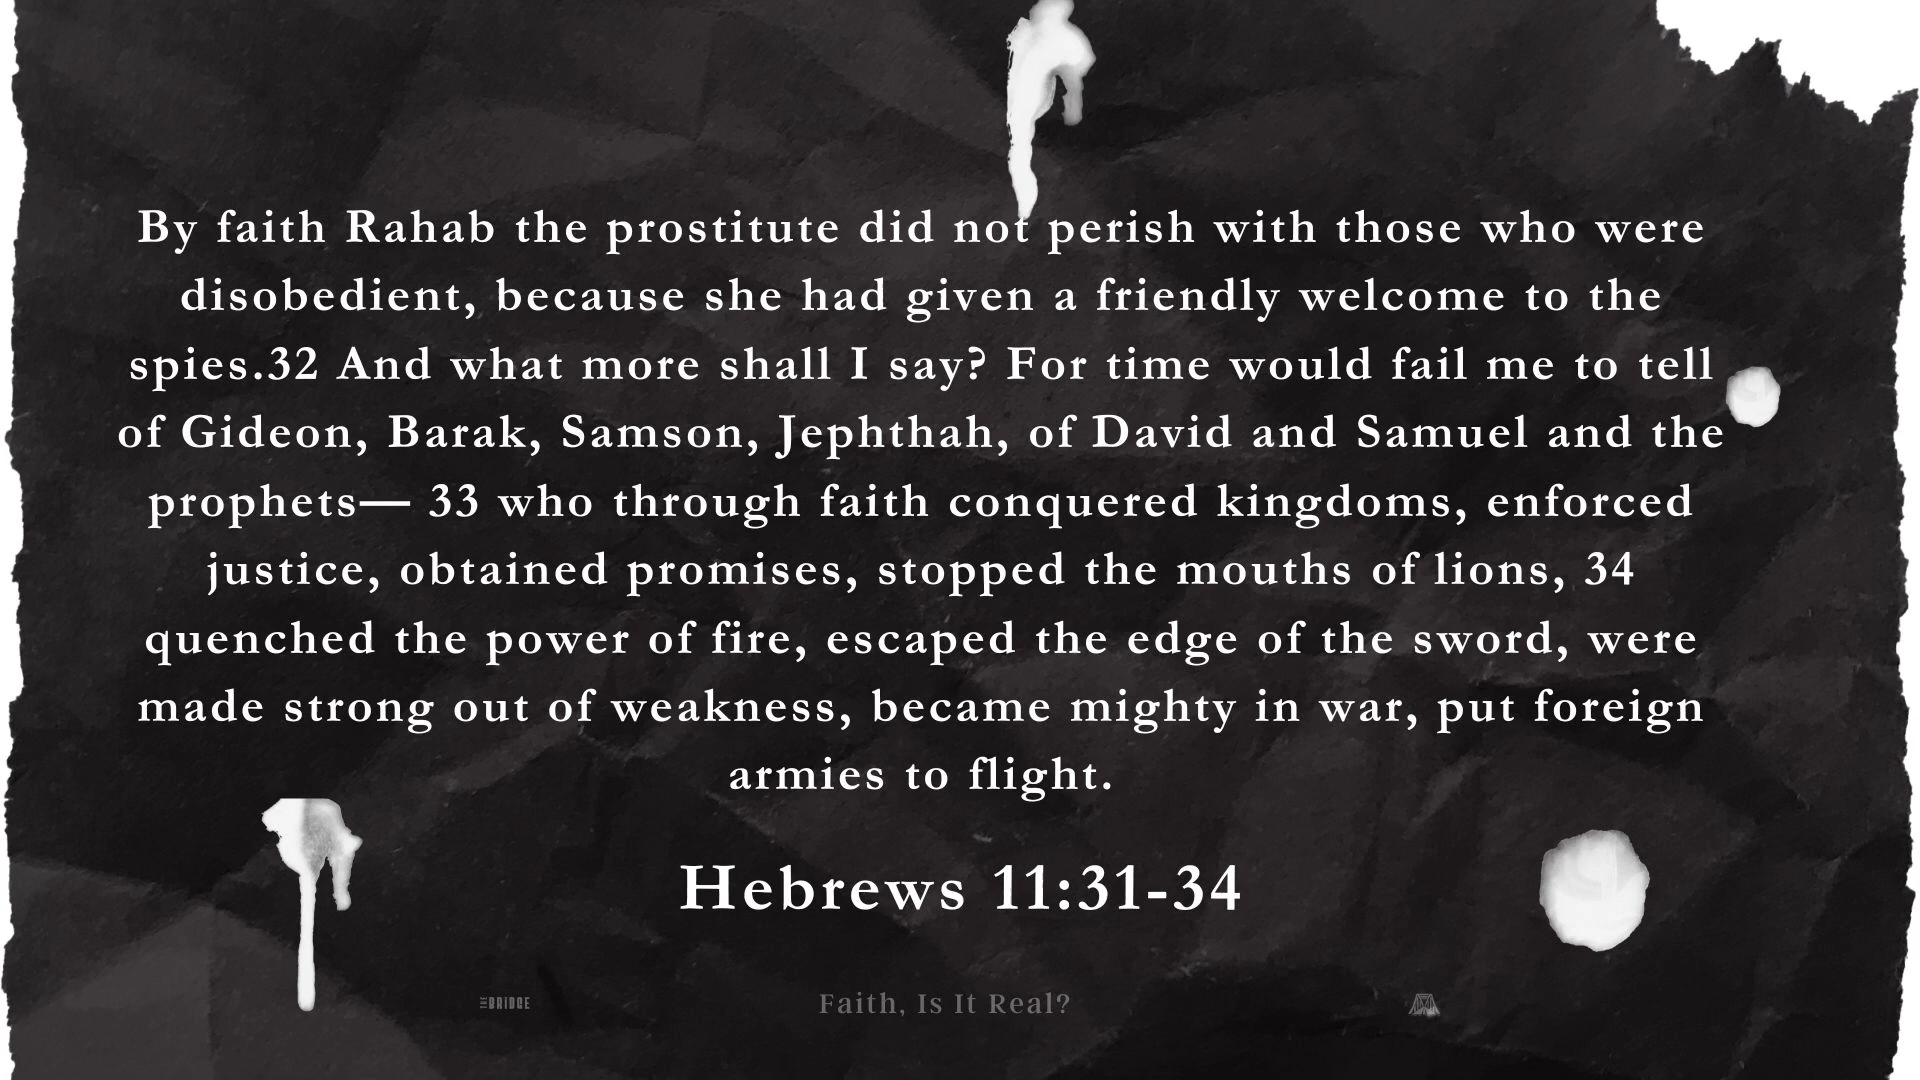 By faith Rahab the prostitute did not perish with those who were
disobedient, because she had given a friendly welcome to the
spies.32 And what more shall I say? For time would fail me to tell
of Gideon, Barak, Samson, Jephthah, of David and Samuel and the
prophets— 33 who through faith conquered kingdoms, enforced
justice, obtained promises, stopped the mouths of lions, 34
quenched the power of fire, escaped the edge of the sword, were
made strong out of weakness, became mighty in war, put foreign
armies to flight.
Hebrews 11:31-34
THE BRIDGE
Faith, Is It Real?